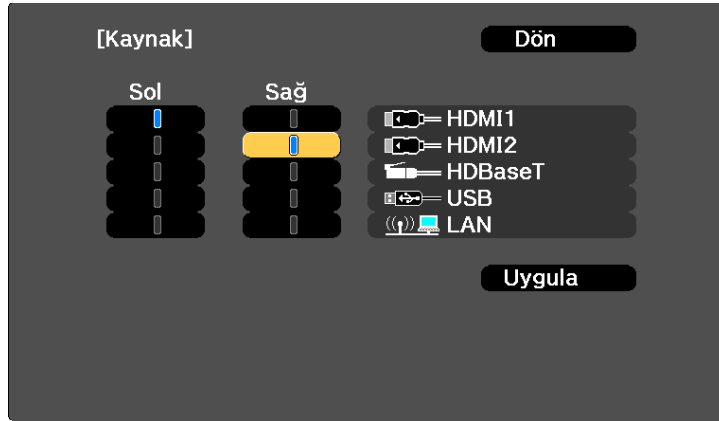 [Kaynak] Dön
Sol Sağ
HDMI1
HDMI2
HDBaseT
USB
LAN
Uygula